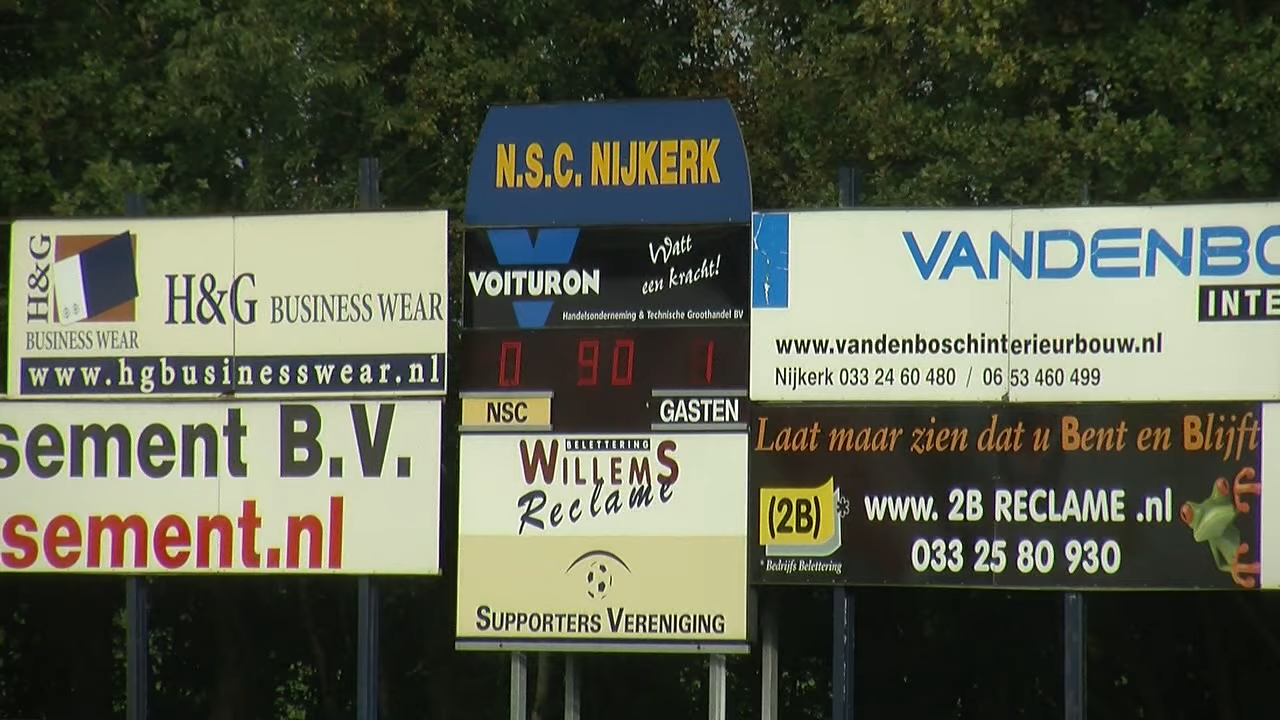 N.S.C. NIJKERK
VOITURON
Watt
een kracht!
Handelsonderneming & Technische Groothandel BV
0 90 1
NSC GASTEN
BELETTERING
WILLEMS
Reclame
SUPPORTERS VERENIGING
H&G
BUSINESS WEAR
H&G BUSINESS WEAR
www.hgbusinesswear.nl
sement B.V.
sement.nl
VANDENBO
INTE
www.vandenboschinterieurbouw.nl
Nijkerk 033 24 60 480 / 06 53 460 499
Laat maar zien dat u Bent en Blijft
(2B)*
www. 2B RECLAME .nl
033 25 80 930
* Bedrijfs Belettering